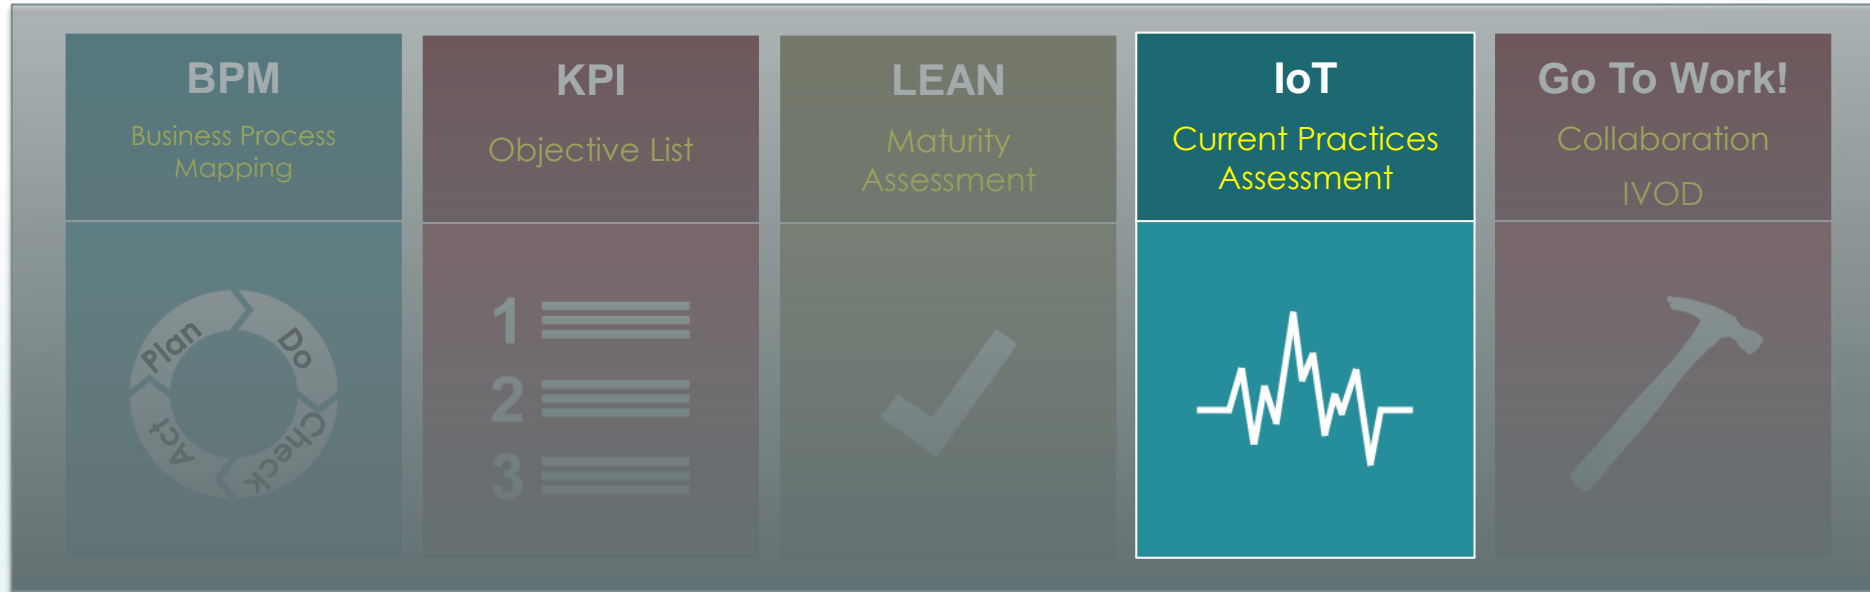 BPM
Business Process
Mapping
Plan
Do
Check
Act
KPI
Objective List
1
2
3
LEAN
Maturity
Assessment
IoT
Current Practices
Assessment
Go To Work!
Collaboration
IVOD